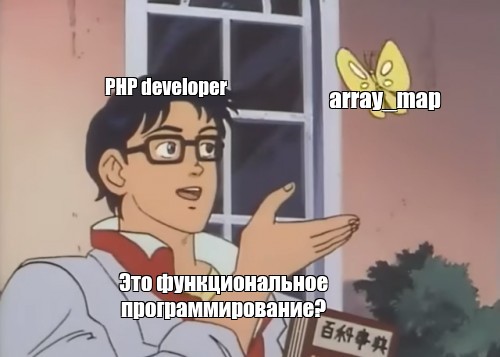 PHP developer
array_map
Это функциональное
программирование?
百科事典